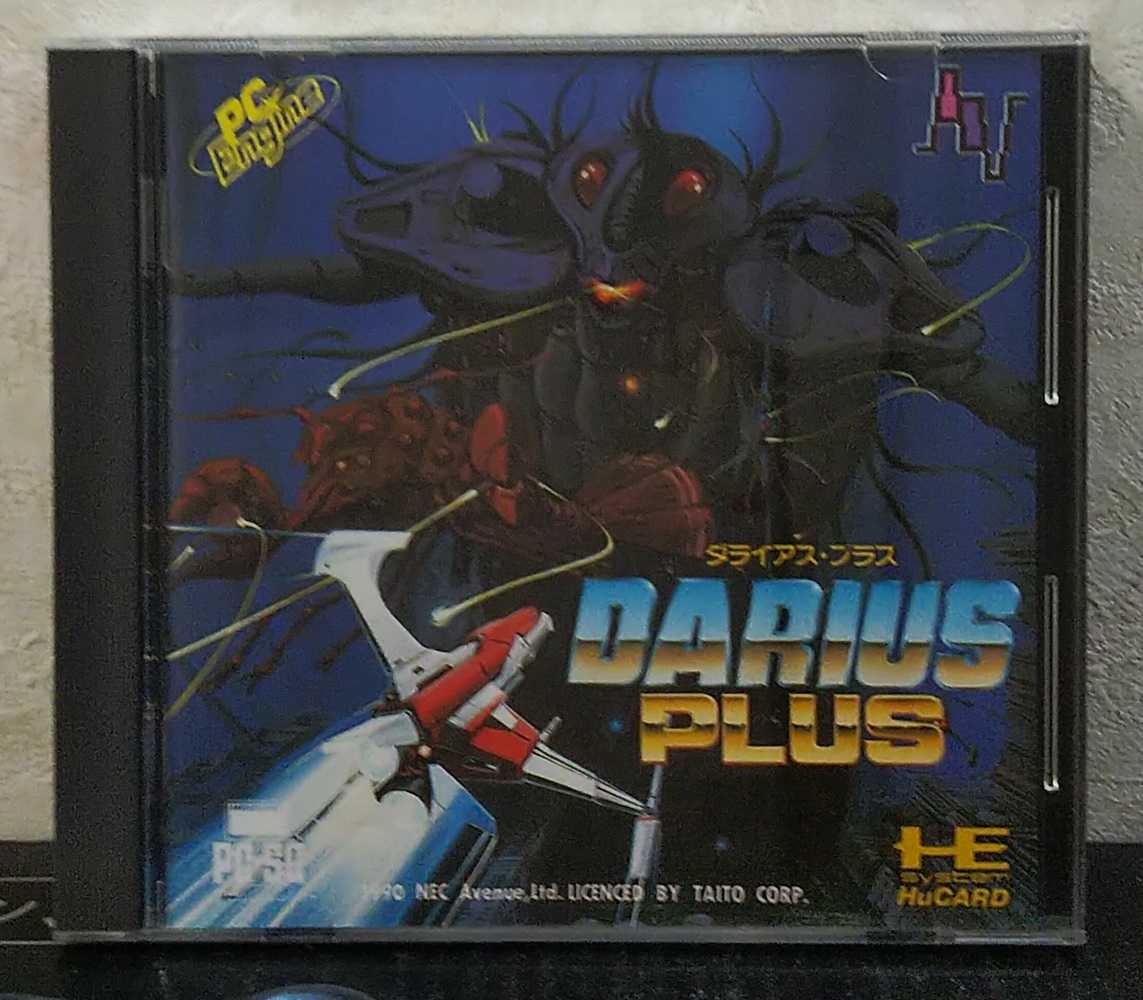 PC
Engine
ダライアス・プラス
DARIUS
PLUS
PC-SG
HE
SYSTEM
HuCARD
1990 NEC Avenue,Ltd. LICENCED BY TAITO CORP.